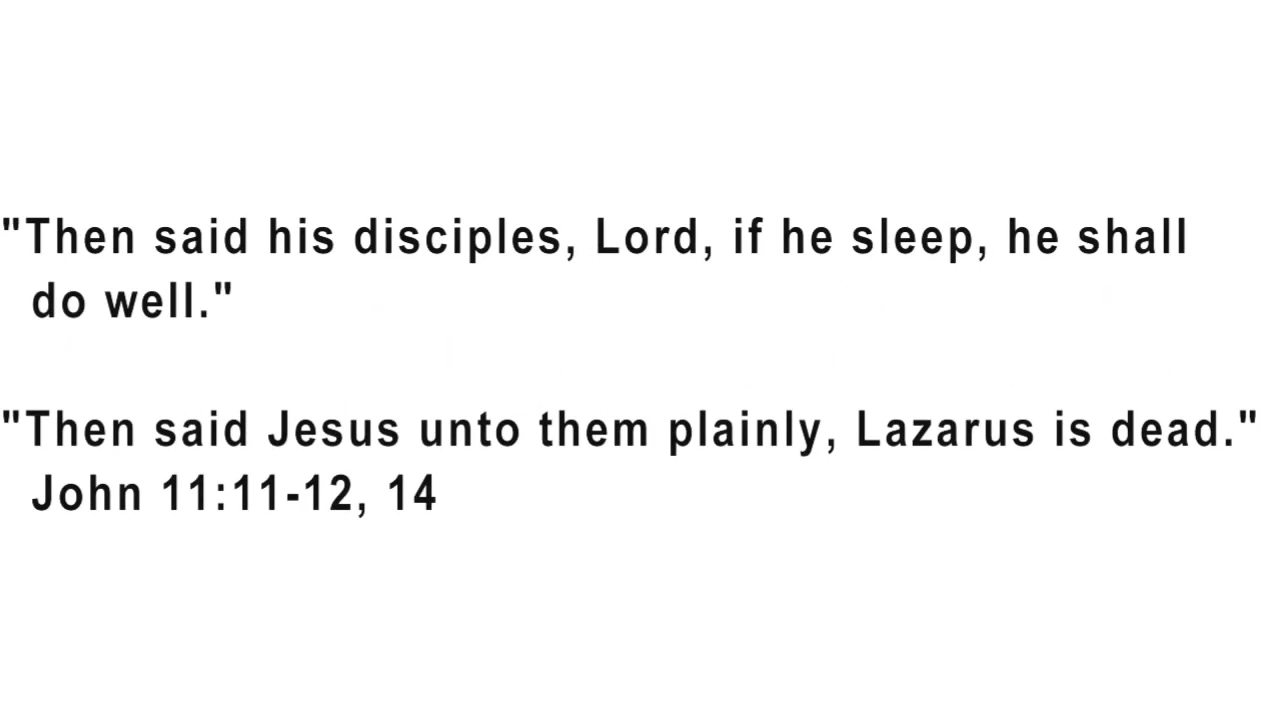 "Then said his disciples, Lord, if he sleep, he shall
do well."
"Then said Jesus unto them plainly, Lazarus is dead."
John 11:11-12, 14